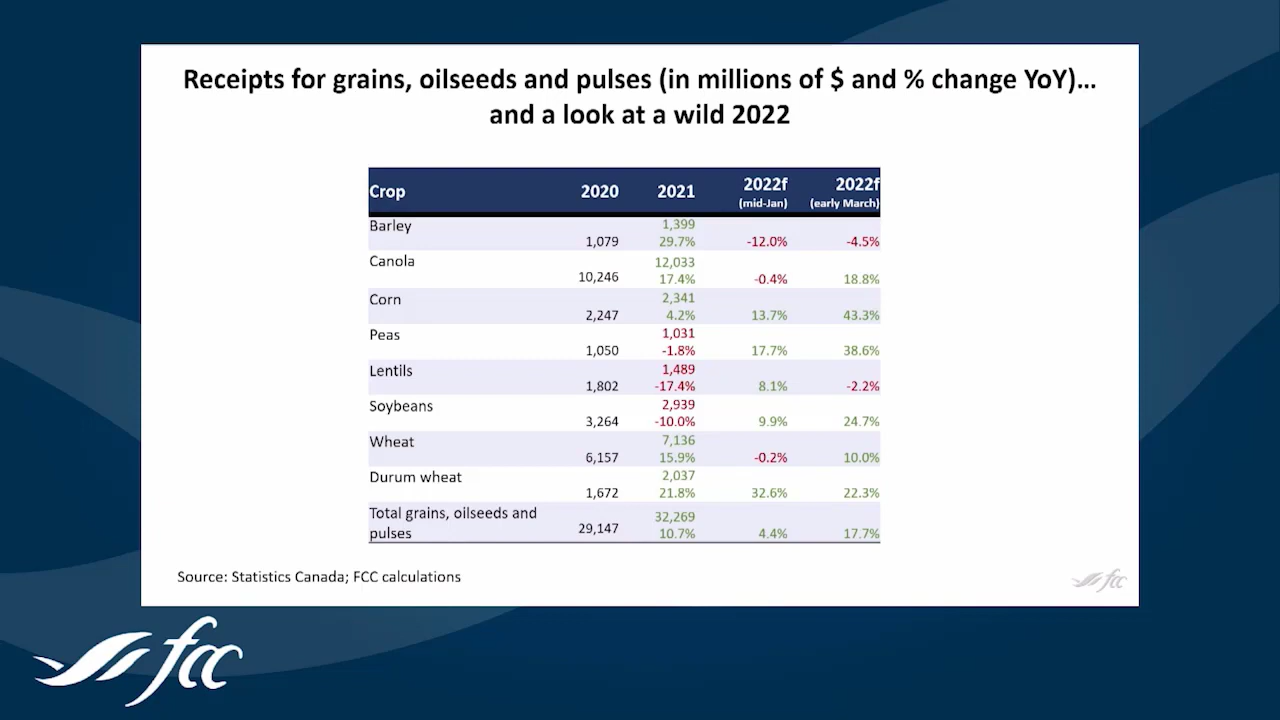 Receipts for grains, oilseeds and pulses (in millions of $ and % change YoY)...
and a look at a wild 2022
Crop 2020 2021 2022f (mid-Jan) 2022f (early March)
Barley 1,079 1,399 29.7% -12.0% -4.5%
Canola 10,246 12,033 17.4% -0.4% 18.8%
Corn 2,247 2,341 4.2% 13.7% 43.3%
Peas 1,050 1,031 -1.8% 17.7% 38.6%
Lentils 1,802 1,489 -17.4% 8.1% -2.2%
Soybeans 3,264 2,939 -10.0% 9.9% 24.7%
Wheat 6,157 7,136 15.9% -0.2% 10.0%
Durum wheat 1,672 2,037 21.8% 32.6% 22.3%
Total grains, oilseeds and pulses 29,147 32,269 10.7% 4.4% 17.7%
Source: Statistics Canada; FCC calculations
fcc
fcc